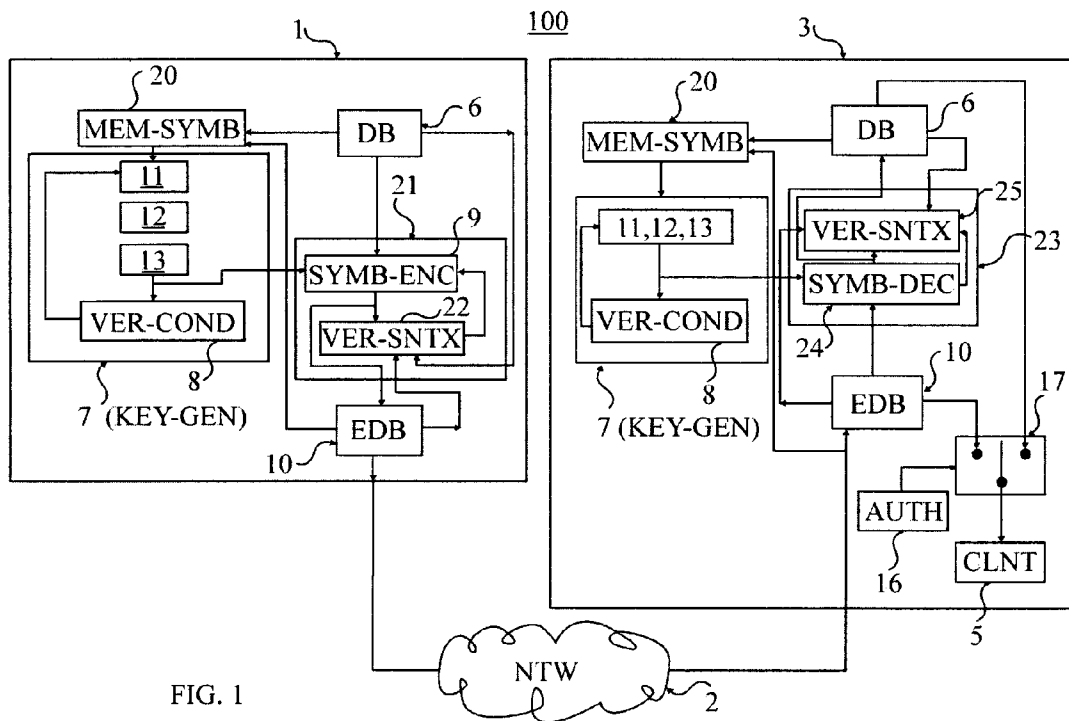 100
1
20
MEM-SYMB
DB
6
11
12
13
VER-COND
8
7 (KEY-GEN)
21
9
SYMB-ENC
22
VER-SNTX
EDB
10
3
20
MEM-SYMB
DB
6
11,12,13
VER-COND
8
7 (KEY-GEN)
25
VER-SNTX
23
SYMB-DEC
24
10
EDB
17
AUTH
16
CLNT
5
NTW
2
FIG. 1